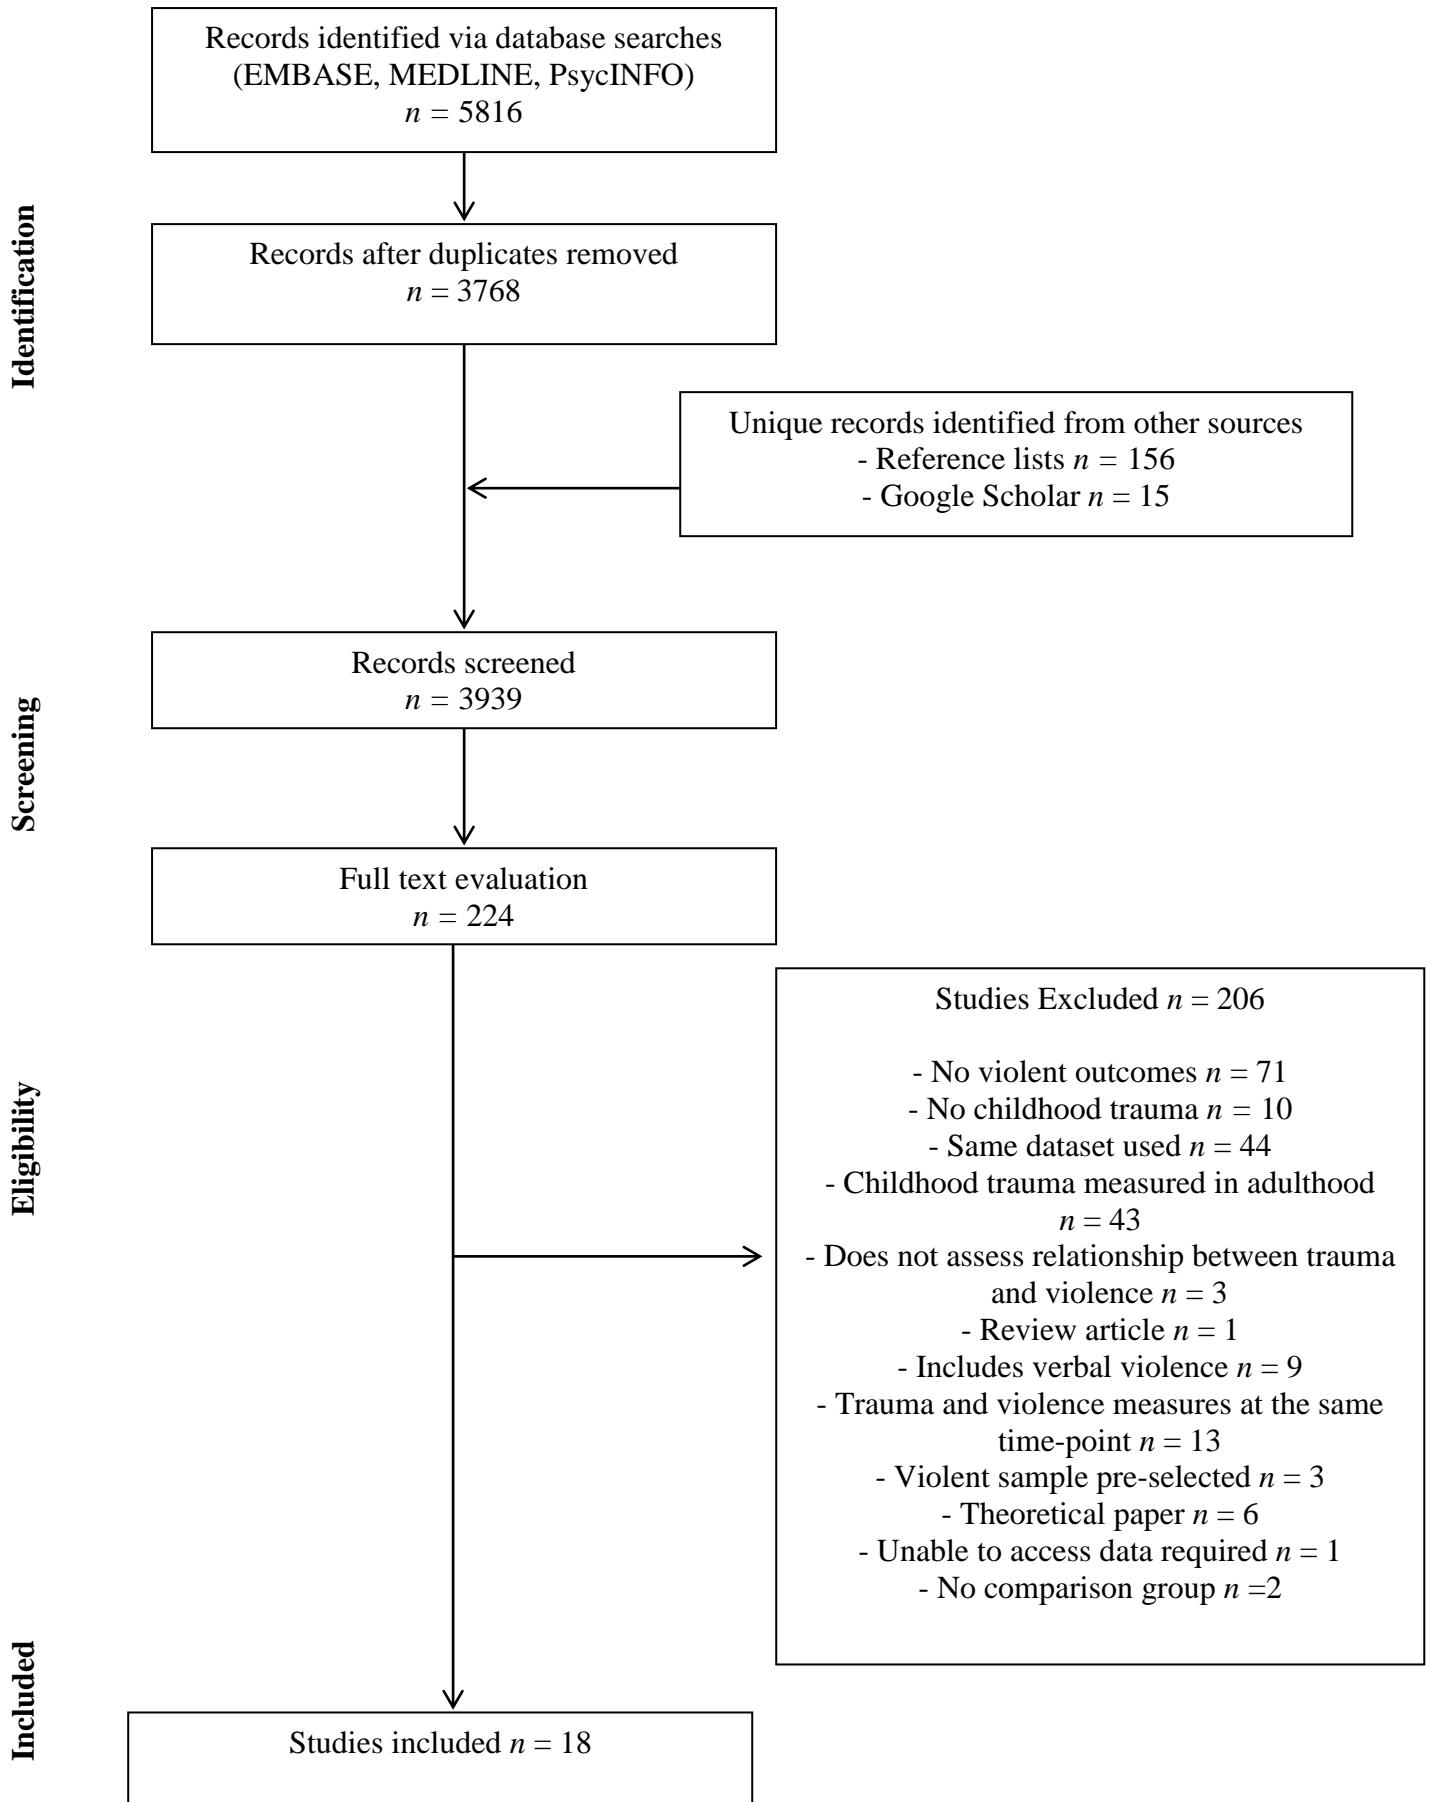 Records identified via database searches
(EMBASE, MEDLINE, PsycINFO)
n = 5816
Identification
Records after duplicates removed
n = 3768
Unique records identified from other sources
- Reference lists n = 156
- Google Scholar n = 15
Screening
Records screened
n = 3939
Full text evaluation
n = 224
Eligibility
Studies Excluded n = 206
- No violent outcomes n = 71
- No childhood trauma n = 10
- Same dataset used n = 44
- Childhood trauma measured in adulthood
n = 43
- Does not assess relationship between trauma
and violence n = 3
- Review article n = 1
- Includes verbal violence n = 9
- Trauma and violence measures at the same
time-point n = 13
- Violent sample pre-selected n = 3
- Theoretical paper n = 6
- Unable to access data required n = 1
- No comparison group n =2
Included
Studies included n = 18